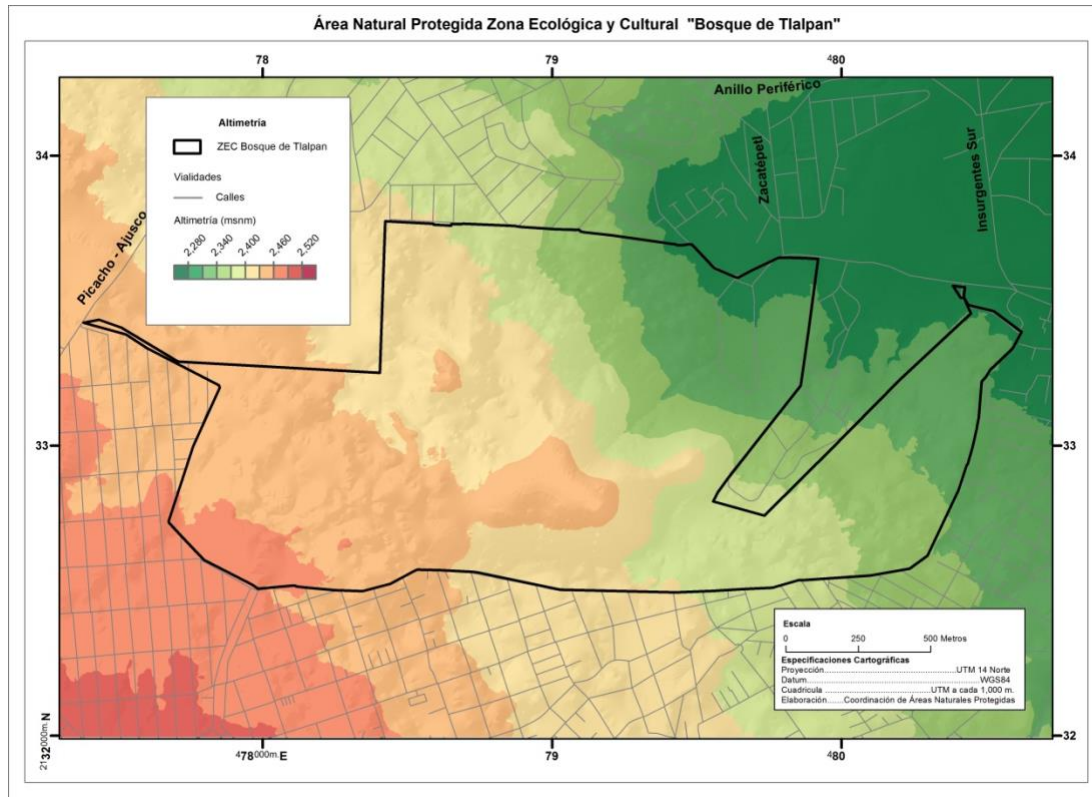 Área Natural Protegida Zona Ecológica y Cultural "Bosque de Tlalpan"
78 79 ⁴80
Anillo Periférico
Altimetría
ZEC Bosque de Tlalpan
Vialidades
Calles
Altimetría (msnm)
2,280 2,340 2,400 2,460 2,520
34 34
Zacatépetl
Insurgentes Sur
Picacho - Ajusco
33 33
Escala
0 250 500 Metros
Especificaciones Cartográficas
Proyección UTM 14 Norte
Datum WGS84
Cuadrícula UTM a cada 1,000 m.
Elaboración Coordinación de Áreas Naturales Protegidas
²¹32⁰⁰⁰ᵐ· N 32
⁴78⁰⁰⁰ᵐ· E 79 ⁴80